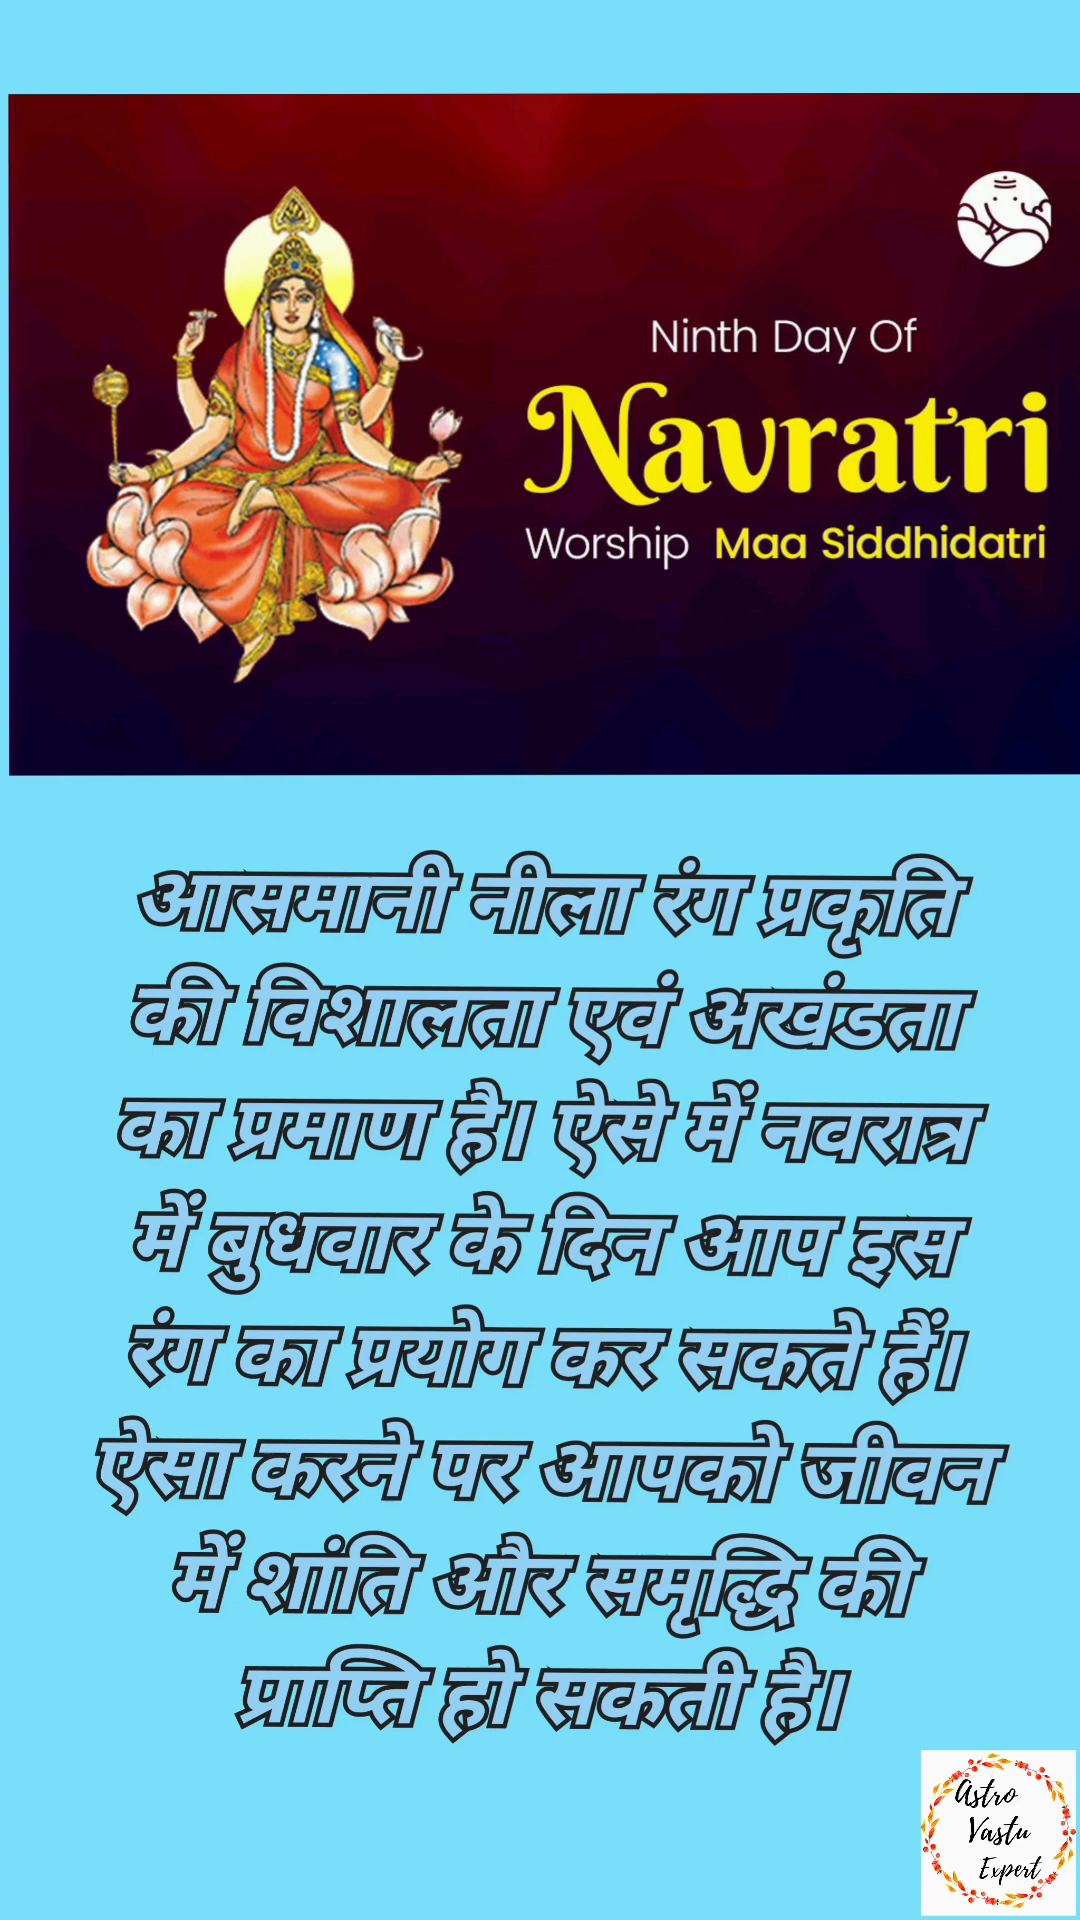 Ninth Day Of
Navratri
Worship Maa Siddhidatri
आसमानी नीला रंग प्रकृति
की विशालता एवं अखंडता
का प्रमाण है। ऐसे में नवरात्र
में बुधवार के दिन आप इस
रंग का प्रयोग कर सकते हैं।
ऐसा करने पर आपको जीवन
में शांति और समृद्धि की
प्राप्ति हो सकती है।
Astro
Vastu
Expert